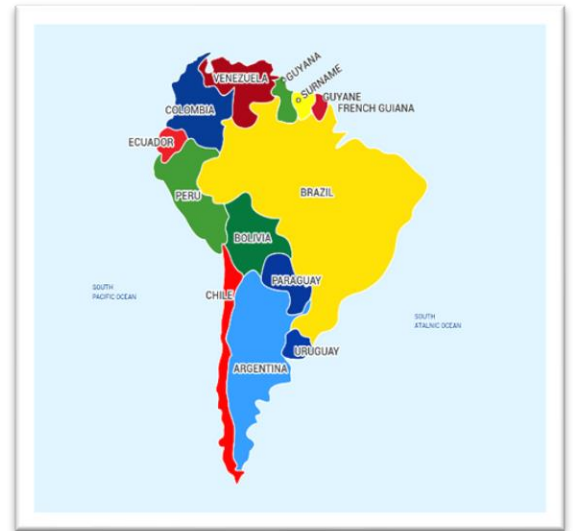 VENEZUELA
GUYANA
SURNAME
GUYANE
FRENCH GUIANA
COLOMBIA
ECUADOR
PERU
BRAZIL
BOLIVIA
PARAGUAY
CHILE
SOUTH
PACIFIC OCEAN
SOUTH
ATALNIC OCEAN
URUGUAY
ARGENTINA